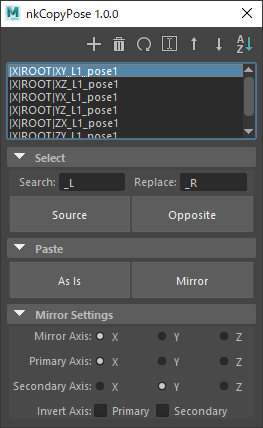 nkCopyPose 1.0.0
A
Z
|X|ROOT|XY_L1_pose1
|X|ROOT|XZ_L1_pose1
|X|ROOT|YX_L1_pose1
|X|ROOT|YZ_L1_pose1
|X|ROOT|ZX_L1_pose1
|X|ROOT|ZY_L1_pose1
Select
Search: _L Replace: _R
Source Opposite
Paste
As Is Mirror
Mirror Settings
Mirror Axis: X Y Z
Primary Axis: X Y Z
Secondary Axis: X Y Z
Invert Axis: Primary Secondary